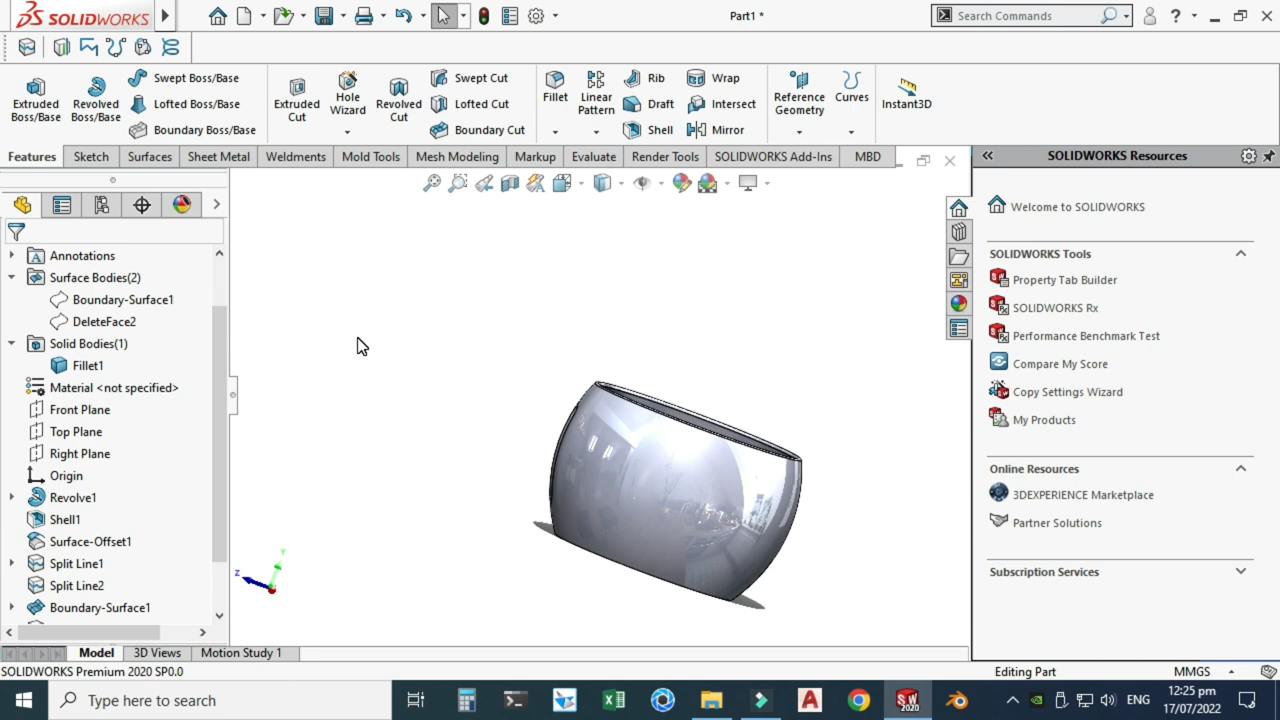 SOLIDWORKS
Part1 *
Search Commands
Extruded Boss/Base
Revolved Boss/Base
Swept Boss/Base
Lofted Boss/Base
Boundary Boss/Base
Extruded Cut
Hole Wizard
Revolved Cut
Swept Cut
Lofted Cut
Boundary Cut
Fillet
Linear Pattern
Rib
Draft
Shell
Wrap
Intersect
Mirror
Reference Geometry
Curves
Instant3D
Features
Sketch
Surfaces
Sheet Metal
Weldments
Mold Tools
Mesh Modeling
Markup
Evaluate
Render Tools
SOLIDWORKS Add-Ins
MBD
SOLIDWORKS Resources
Annotations
Surface Bodies(2)
Boundary-Surface1
DeleteFace2
Solid Bodies(1)
Fillet1
Material <not specified>
Front Plane
Top Plane
Right Plane
Origin
Revolve1
Shell1
Surface-Offset1
Split Line1
Split Line2
Boundary-Surface1
Y
Z
Welcome to SOLIDWORKS
SOLIDWORKS Tools
Property Tab Builder
SOLIDWORKS Rx
Performance Benchmark Test
Compare My Score
Copy Settings Wizard
My Products
Online Resources
3DEXPERIENCE Marketplace
Partner Solutions
Subscription Services
Model
3D Views
Motion Study 1
SOLIDWORKS Premium 2020 SP0.0
Editing Part
MMGS
Type here to search
SW
2020
ENG
12:25 pm
17/07/2022